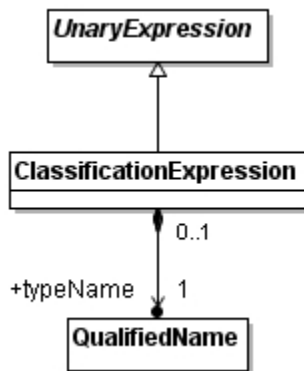 UnaryExpression
ClassificationExpression
0..1
+typeName 1
QualifiedName